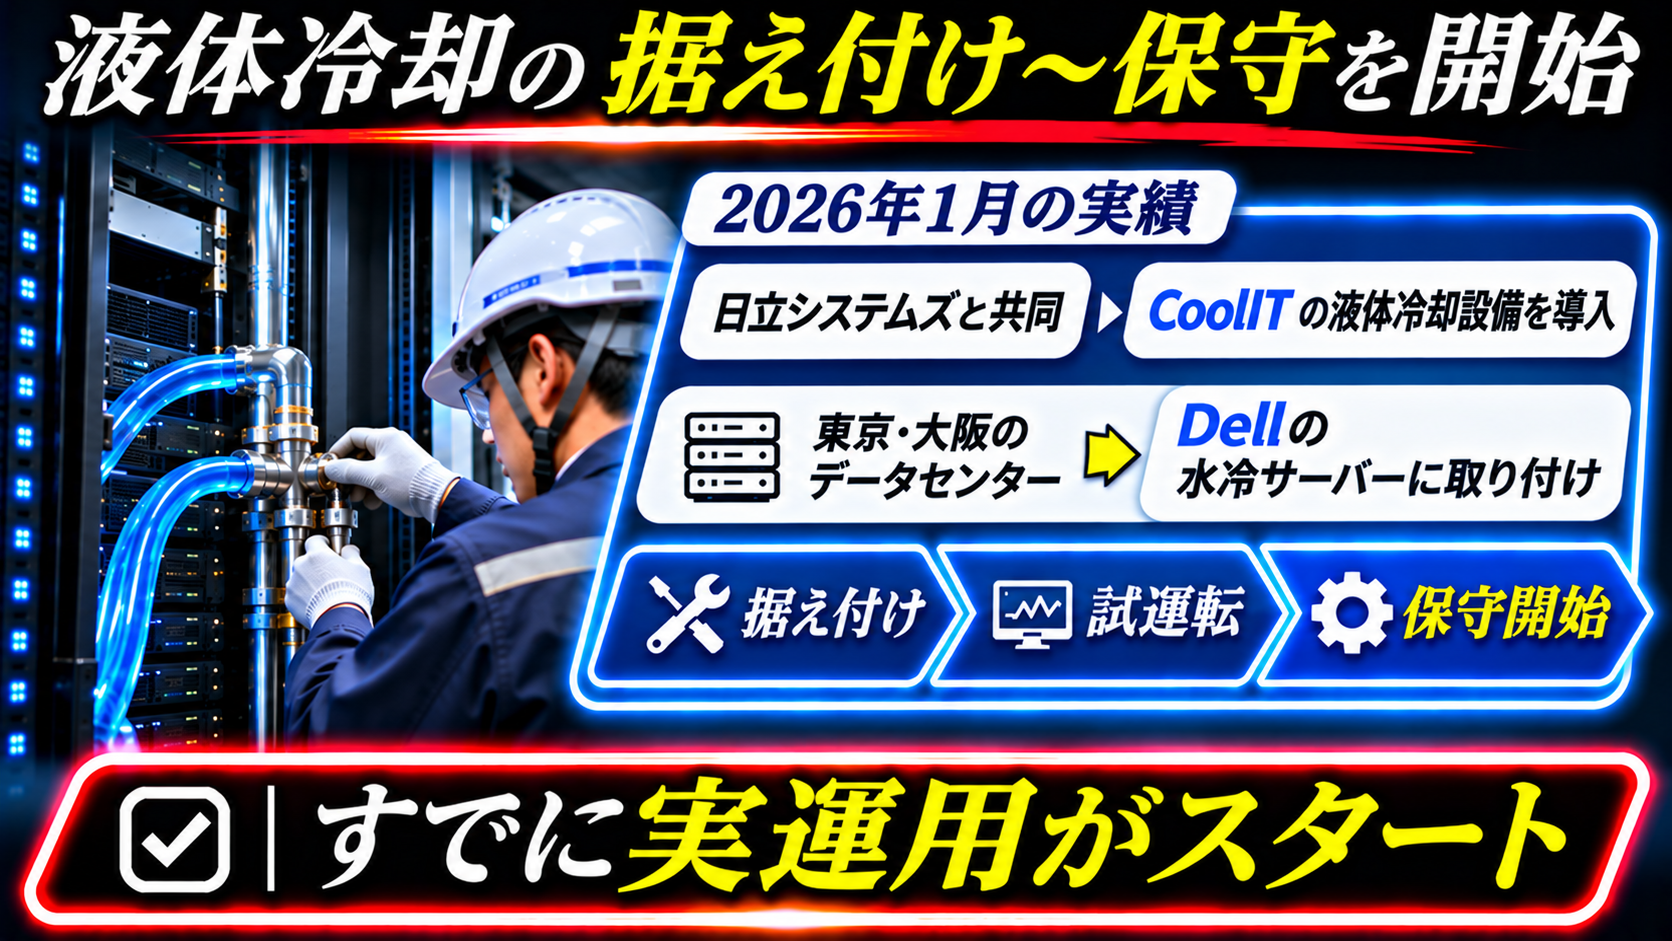 液体冷却の据え付け～保守を開始
2026年1月の実績
日立システムズと共同
CoolITの液体冷却設備を導入
東京・大阪の
データセンター
Dellの
水冷サーバーに取り付け
据え付け
試運転
保守開始
すでに実運用がスタート